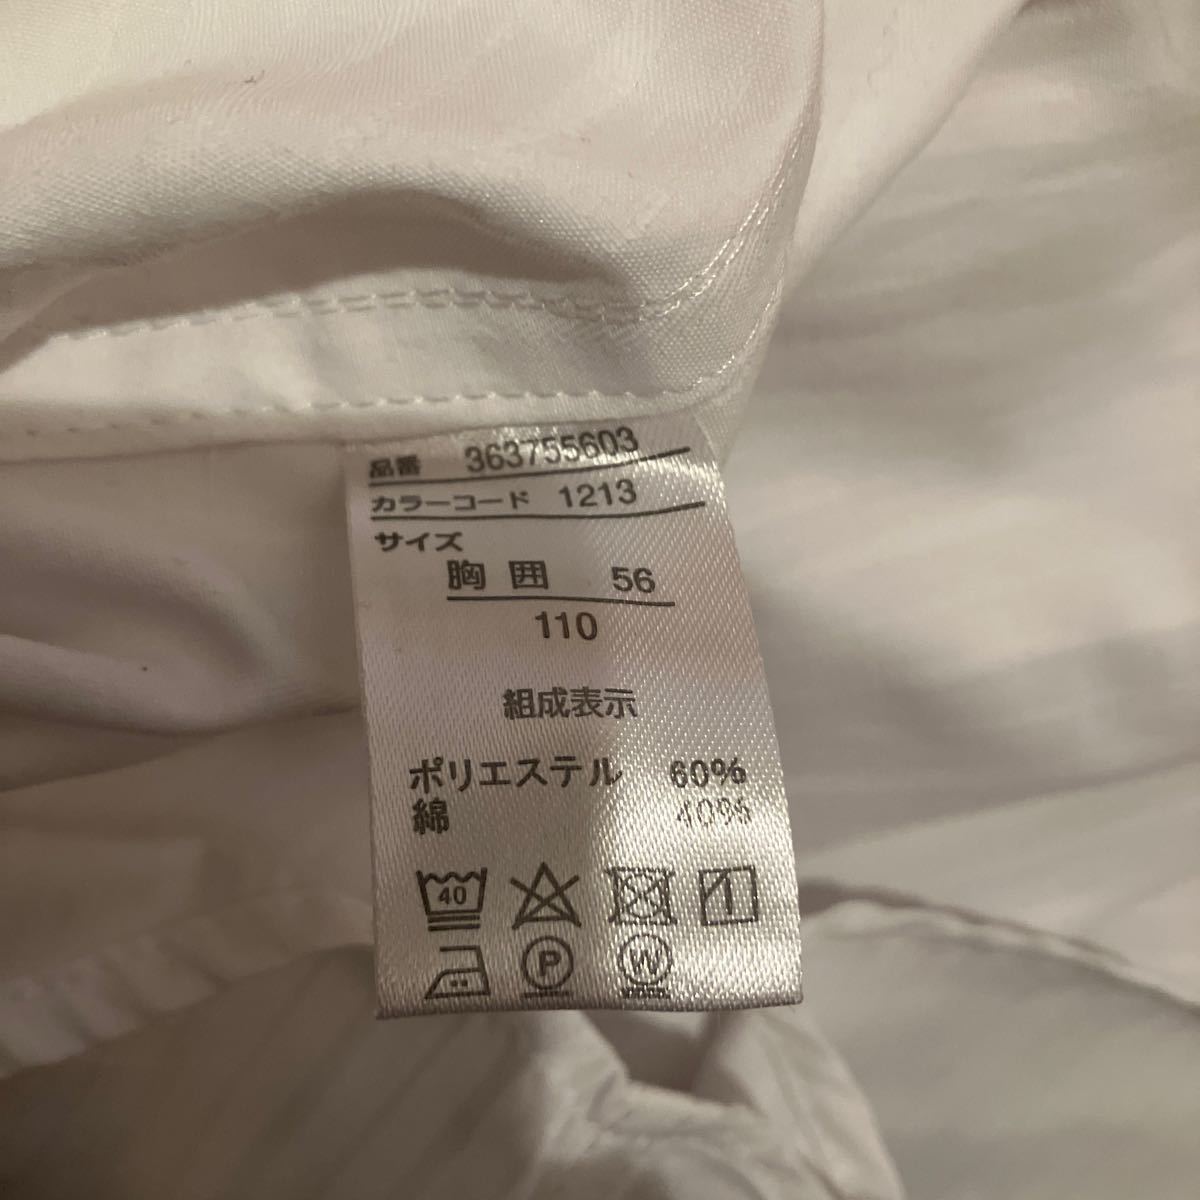 品番 363755603
カラーコード 1213
サイズ
胸囲 56
110
組成表示
ポリエステル 60%
綿 40%
40
P
W